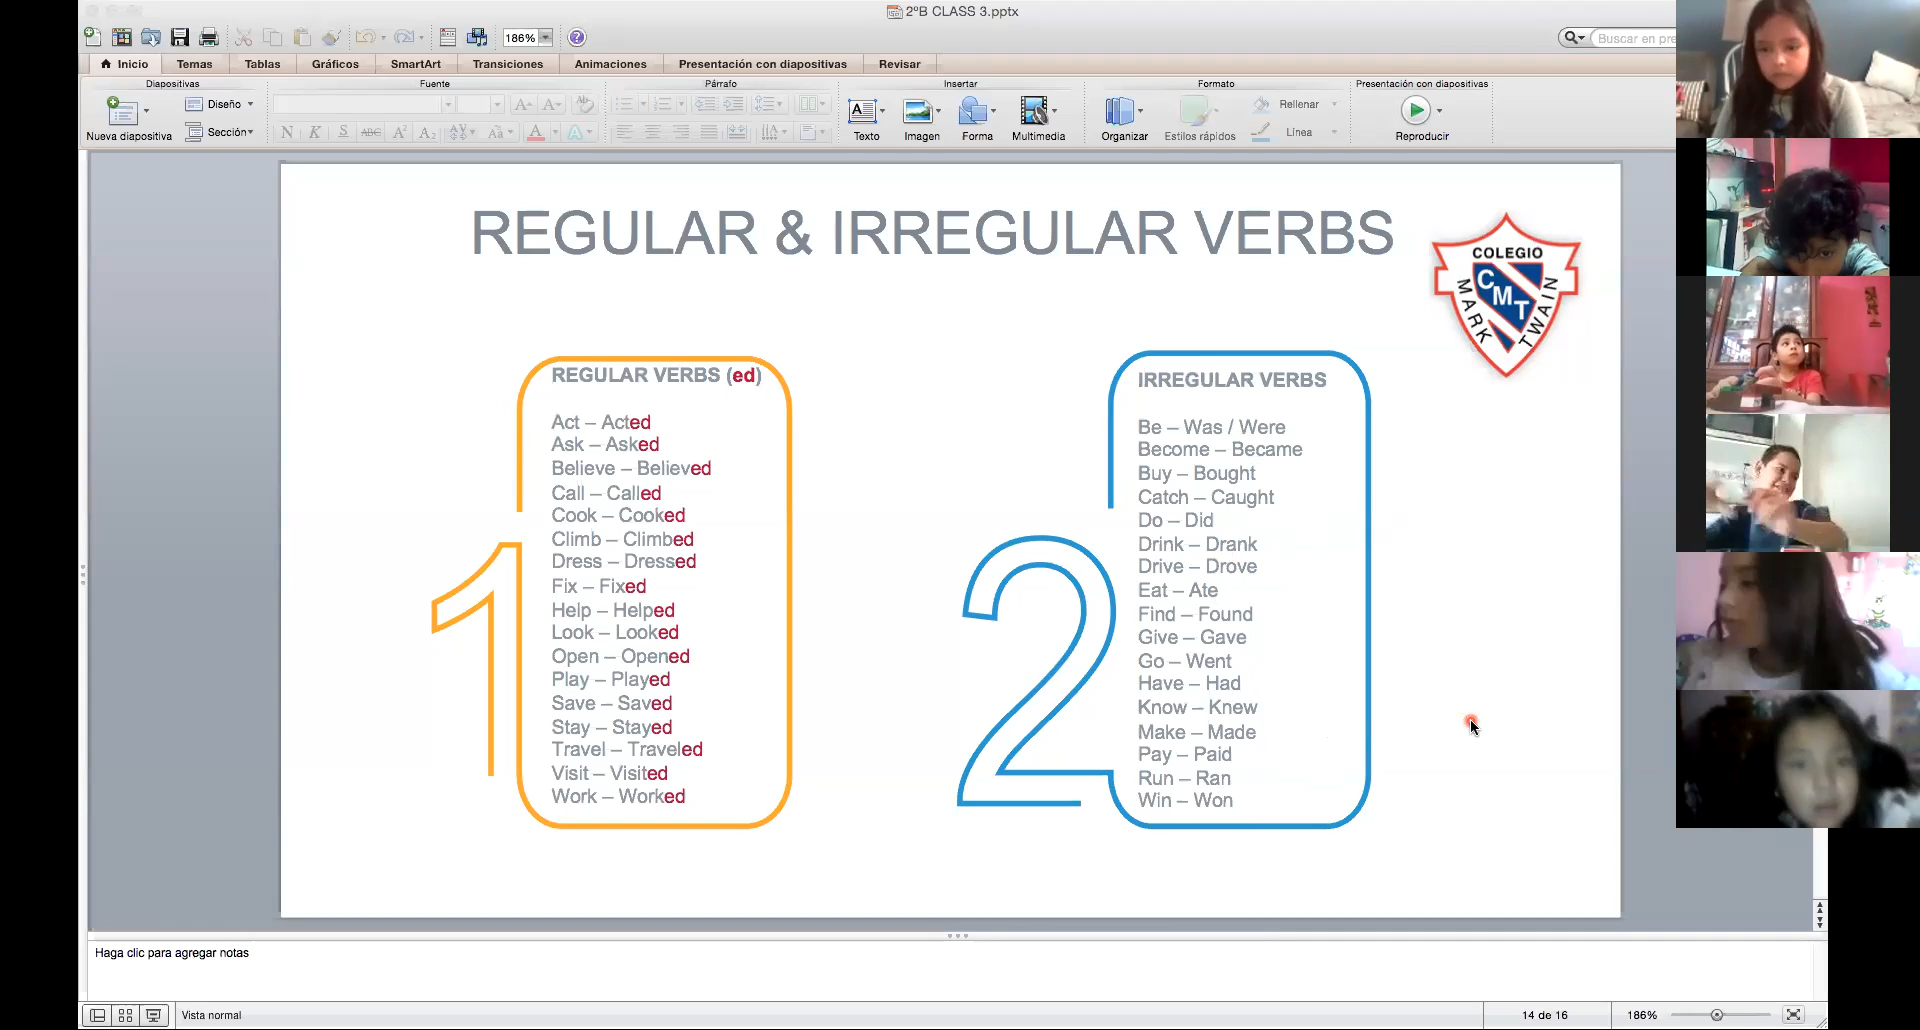 2ºB CLASS 3.pptx
186%
Buscar en pre
Inicio
Temas
Tablas
Gráficos
SmartArt
Transiciones
Animaciones
Presentación con diapositivas
Revisar
Diapositivas
Fuente
Párrafo
Insertar
Formato
Presentación con diapositivas
Nueva diapositiva
Diseño
Sección
Texto
Imagen
Forma
Multimedia
Organizar
Estilos rápidos
Rellenar
Línea
Reproducir
REGULAR & IRREGULAR VERBS
COLEGIO
CMT
MARK TWAIN
REGULAR VERBS (ed)
Act – Acted
Ask – Asked
Believe – Believed
Call – Called
Cook – Cooked
Climb – Climbed
Dress – Dressed
Fix – Fixed
Help – Helped
Look – Looked
Open – Opened
Play – Played
Save – Saved
Stay – Stayed
Travel – Traveled
Visit – Visited
Work – Worked
1
IRREGULAR VERBS
Be – Was / Were
Become – Became
Buy – Bought
Catch – Caught
Do – Did
Drink – Drank
Drive – Drove
Eat – Ate
Find – Found
Give – Gave
Go – Went
Have – Had
Know – Knew
Make – Made
Pay – Paid
Run – Ran
Win – Won
2
Haga clic para agregar notas
Vista normal
14 de 16
186%